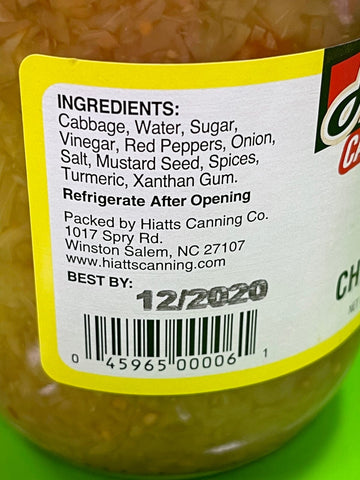 INGREDIENTS:
Cabbage, Water, Sugar,
Vinegar, Red Peppers, Onion,
Salt, Mustard Seed, Spices,
Turmeric, Xanthan Gum.
Refrigerate After Opening
Packed by Hiatts Canning Co.
1017 Spry Rd.
Winston Salem, NC 27107
www.hiattscanning.com
BEST BY: 12/2020
0 45965 00006 1
CH